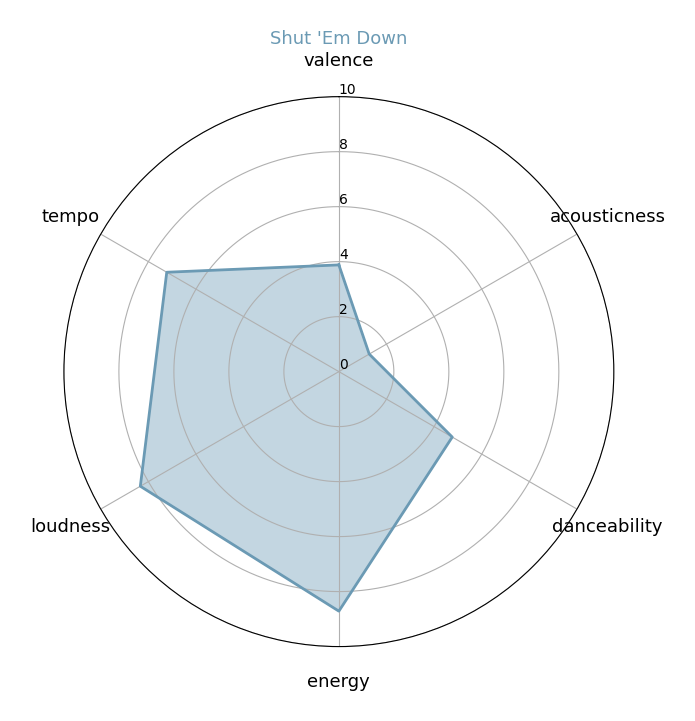 Shut 'Em Down
valence
10
8
6
4
2
0
tempo
acousticness
loudness
danceability
energy